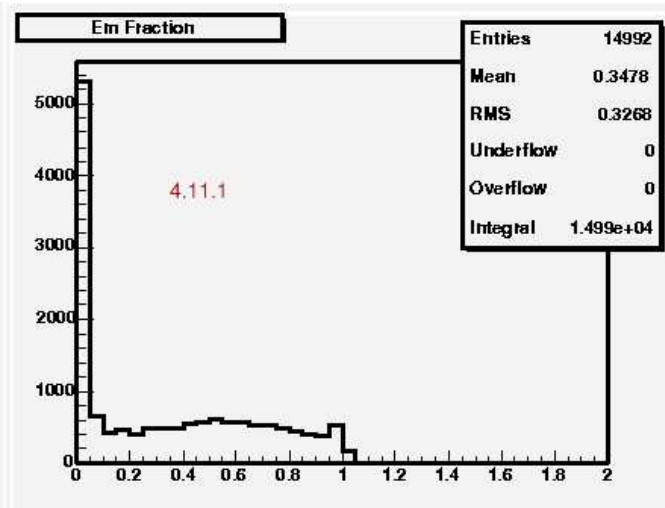 Em Fraction
Entries 14992
Mean 0.3478
RMS 0.3268
Underflow 0
Overflow 0
Integral 1.499e+04
4.11.1
5000
4000
3000
2000
1000
0
0 0.2 0.4 0.6 0.8 1 1.2 1.4 1.6 1.8 2